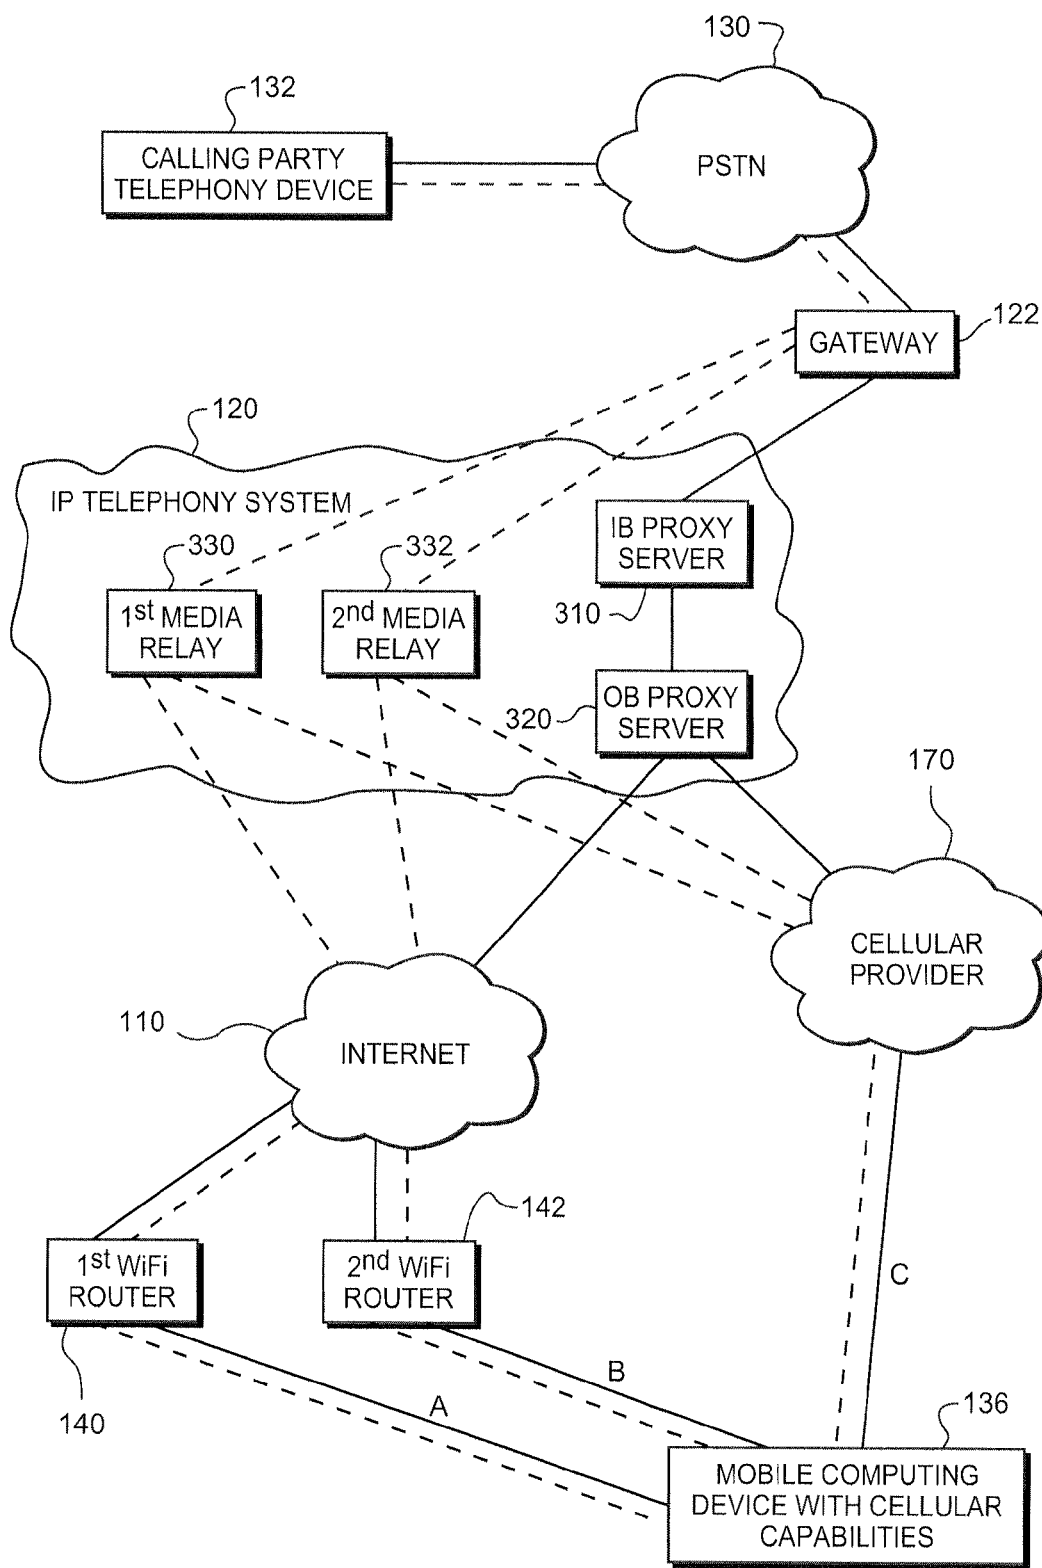 130
132
CALLING PARTY
TELEPHONY DEVICE
PSTN
GATEWAY
122
120
IP TELEPHONY SYSTEM
330
332
1st MEDIA
RELAY
2nd MEDIA
RELAY
IB PROXY
SERVER
310
OB PROXY
SERVER
320
170
CELLULAR
PROVIDER
110
INTERNET
142
1st WiFi
ROUTER
2nd WiFi
ROUTER
C
B
A
140
136
MOBILE COMPUTING
DEVICE WITH CELLULAR
CAPABILITIES